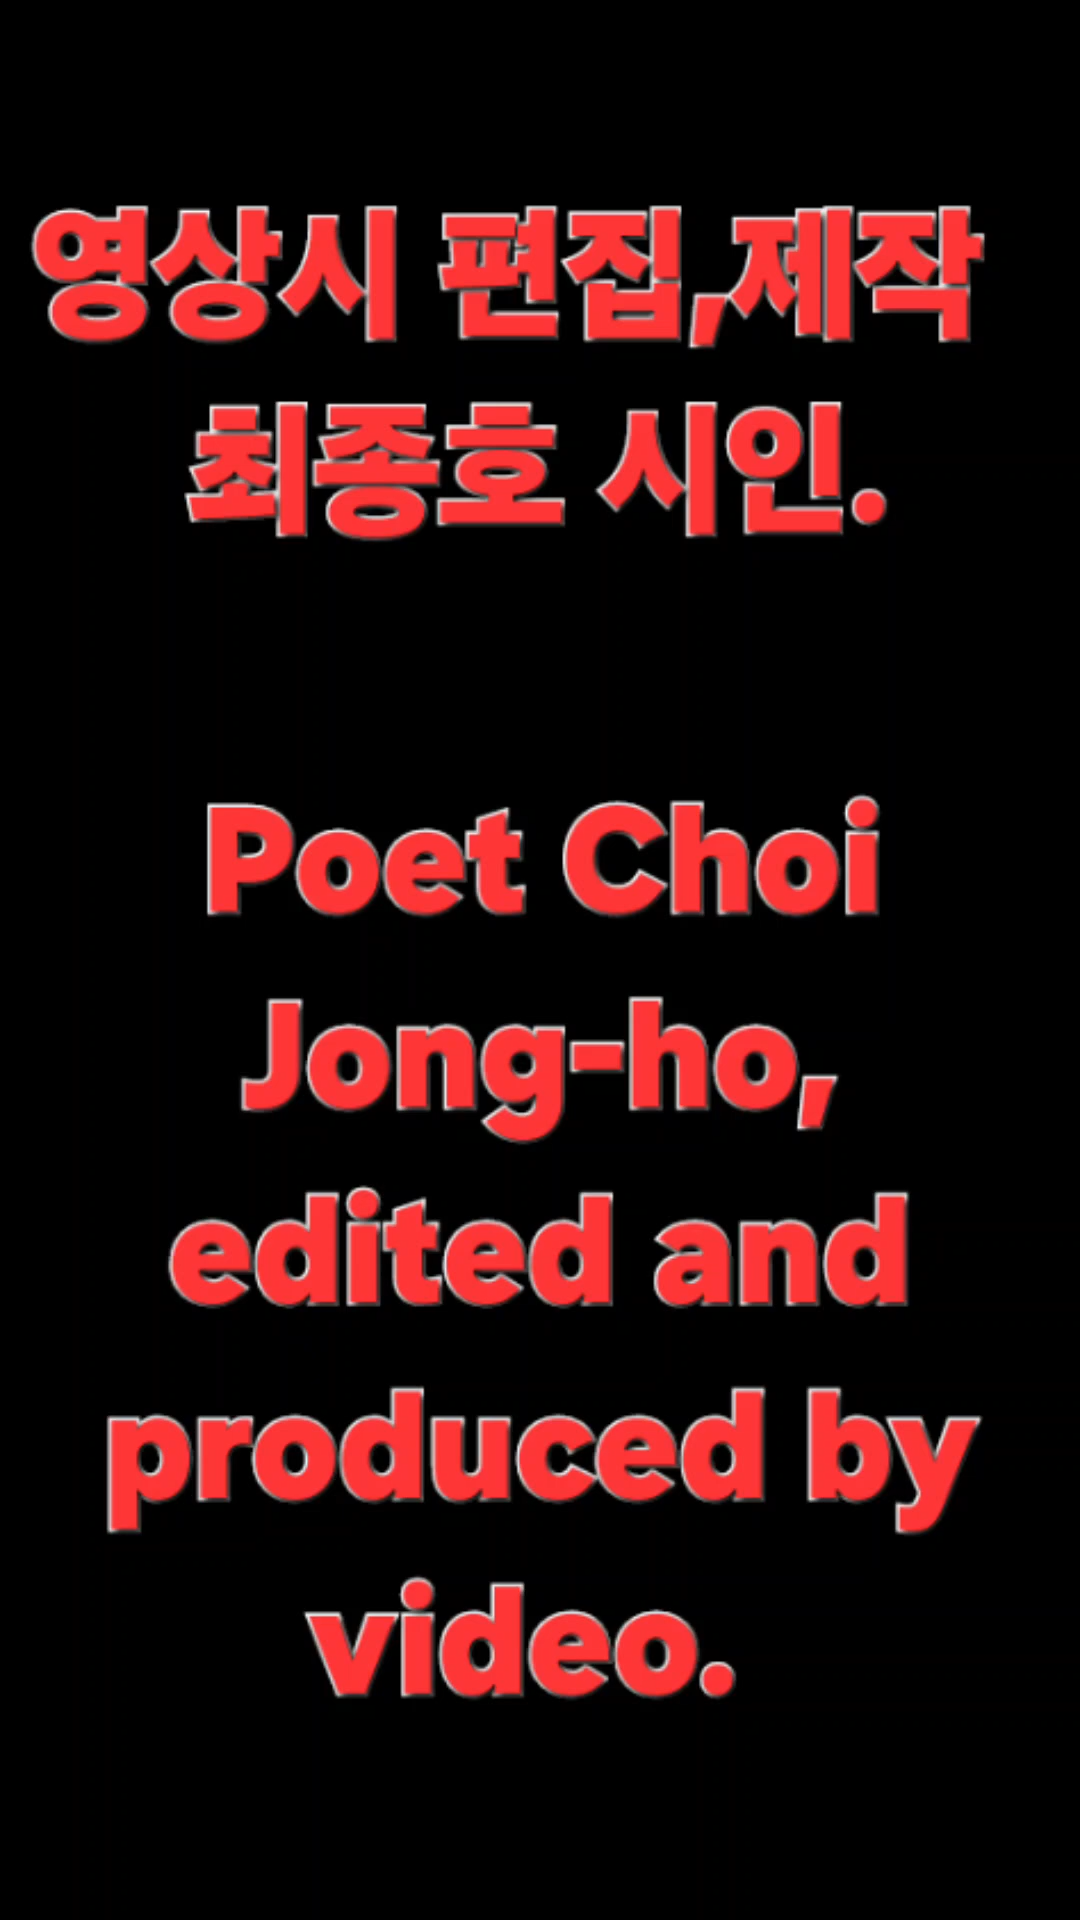 영상시 편집,제작
최종호 시인.
Poet Choi
Jong-ho,
edited and
produced by
video.